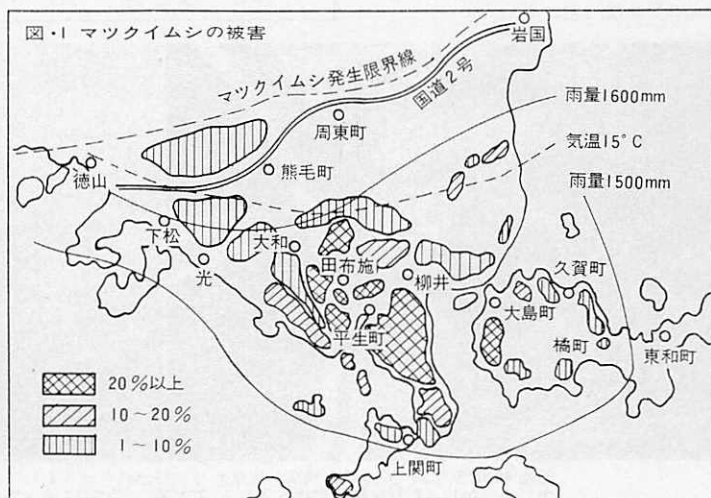 図・1 マツクイムシの被害
岩国
マツクイムシ発生限界線
国道2号
雨量1600mm
周東町
気温15°C
熊毛町
徳山
雨量1500mm
下松
大和
光
田布施
柳井
久賀町
大島町
平生町
橘町
東和町
20%以上
10~20%
1~10%
上関町